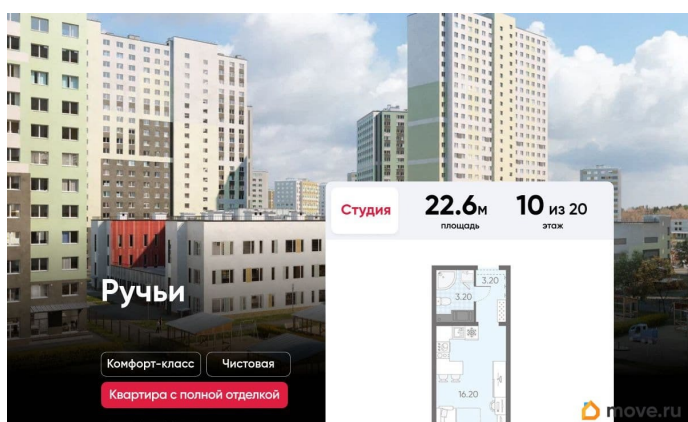 Студия
22.6м
площадь
10 из 20
этаж
3.20
3.20
Ручьи
Комфорт-класс
Чистовая
Квартира с полной отделкой
16.20
move.ru